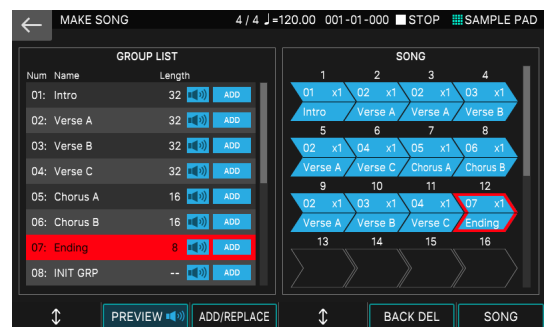 MAKE SONG 4 / 4 ♩=120.00 001-01-000 STOP SAMPLE PAD
GROUP LIST
Num Name Length
01: Intro 32 ADD
02: Verse A 32 ADD
03: Verse B 32 ADD
04: Verse C 32 ADD
05: Chorus A 16 ADD
06: Chorus B 16 ADD
07: Ending 8 ADD
08: INIT GRP -- ADD
SONG
1 2 3 4
01 x1 02 x1 02 x1 03 x1
Intro Verse A Verse A Verse B
5 6 7 8
02 x1 04 x1 05 x1 06 x1
Verse A Verse C Chorus A Chorus B
9 10 11 12
02 x1 03 x1 04 x1 07 x1
Verse A Verse B Verse C Ending
13 14 15 16
PREVIEW ADD/REPLACE BACK DEL SONG